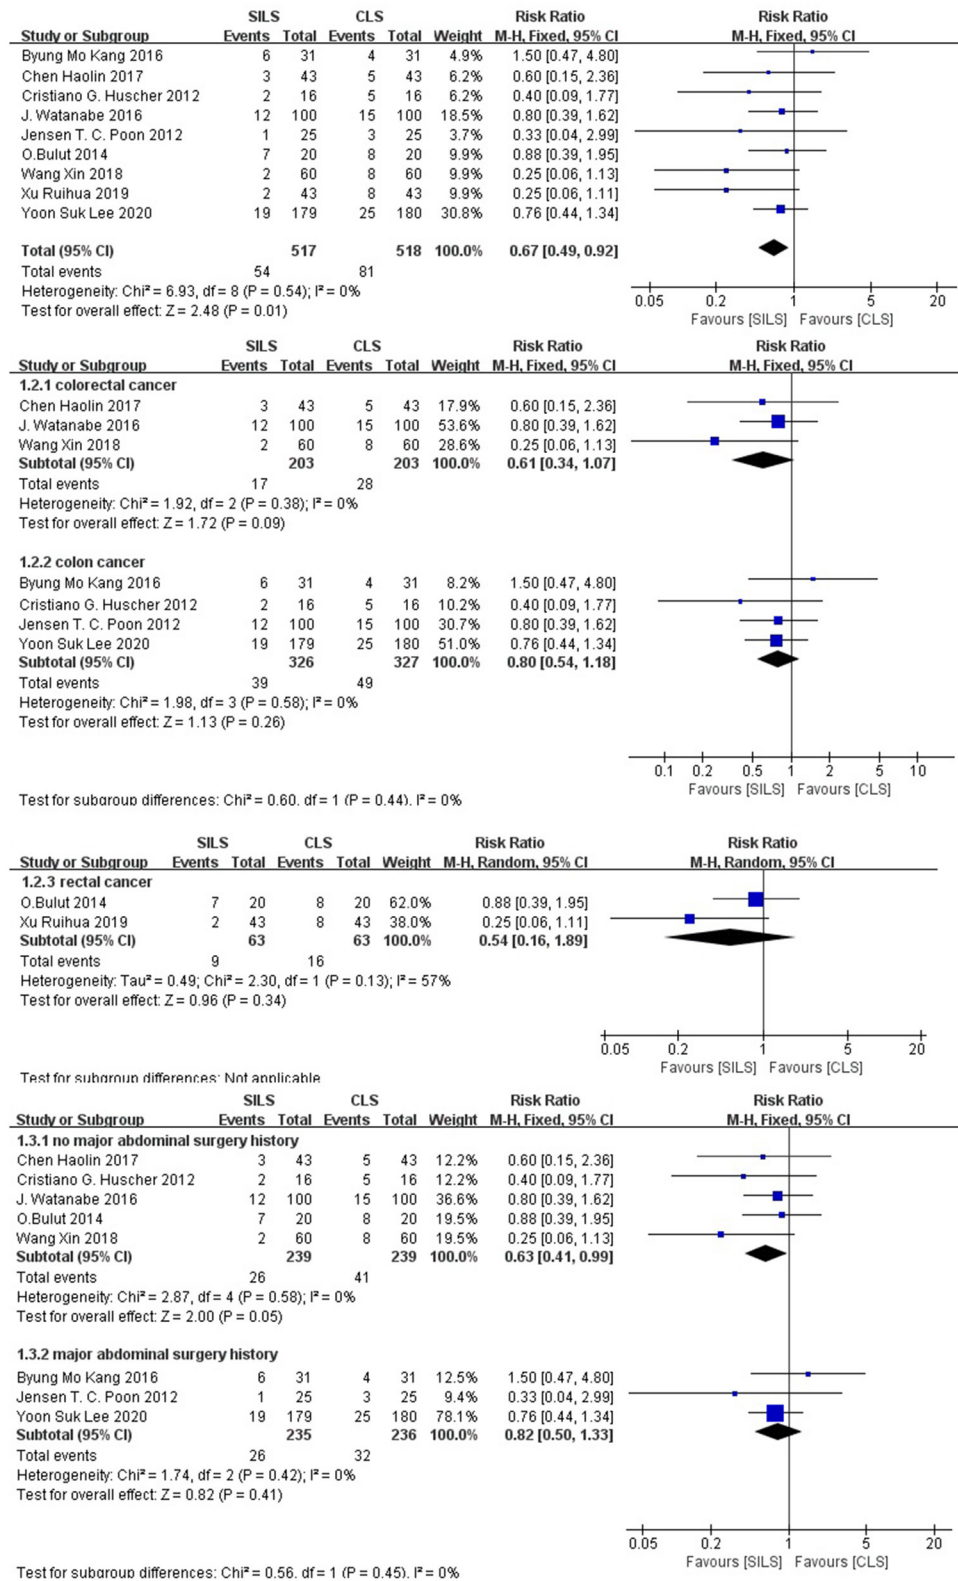 SILS CLS Risk Ratio Risk Ratio
Study or Subgroup Events Total Events Total Weight M-H, Fixed, 95% CI M-H, Fixed, 95% CI
Byung Mo Kang 2016 6 31 4 31 4.9% 1.50 [0.47, 4.80]
Chen Haolin 2017 3 43 5 43 6.2% 0.60 [0.15, 2.36]
Cristiano G. Huscher 2012 2 16 5 16 6.2% 0.40 [0.09, 1.77]
J. Watanabe 2016 12 100 15 100 18.5% 0.80 [0.39, 1.62]
Jensen T. C. Poon 2012 1 25 3 25 3.7% 0.33 [0.04, 2.99]
O.Bulut 2014 7 20 8 20 9.9% 0.88 [0.39, 1.95]
Wang Xin 2018 2 60 8 60 9.9% 0.25 [0.06, 1.13]
Xu Ruihua 2019 2 43 8 43 9.9% 0.25 [0.06, 1.11]
Yoon Suk Lee 2020 19 179 25 180 30.8% 0.76 [0.44, 1.34]
Total (95% CI) 517 518 100.0% 0.67 [0.49, 0.92]
Total events 54 81
Heterogeneity: Chi² = 6.93, df = 8 (P = 0.54); I² = 0%
Test for overall effect: Z = 2.48 (P = 0.01)
0.05 0.2 1 5 20
Favours [SILS] Favours [CLS]
SILS CLS Risk Ratio Risk Ratio
Study or Subgroup Events Total Events Total Weight M-H, Fixed, 95% CI M-H, Fixed, 95% CI
1.2.1 colorectal cancer
Chen Haolin 2017 3 43 5 43 17.9% 0.60 [0.15, 2.36]
J. Watanabe 2016 12 100 15 100 53.6% 0.80 [0.39, 1.62]
Wang Xin 2018 2 60 8 60 28.6% 0.25 [0.06, 1.13]
Subtotal (95% CI) 203 203 100.0% 0.61 [0.34, 1.07]
Total events 17 28
Heterogeneity: Chi² = 1.92, df = 2 (P = 0.38); I² = 0%
Test for overall effect: Z = 1.72 (P = 0.09)
1.2.2 colon cancer
Byung Mo Kang 2016 6 31 4 31 8.2% 1.50 [0.47, 4.80]
Cristiano G. Huscher 2012 2 16 5 16 10.2% 0.40 [0.09, 1.77]
Jensen T. C. Poon 2012 12 100 15 100 30.7% 0.80 [0.39, 1.62]
Yoon Suk Lee 2020 19 179 25 180 51.0% 0.76 [0.44, 1.34]
Subtotal (95% CI) 326 327 100.0% 0.80 [0.54, 1.18]
Total events 39 49
Heterogeneity: Chi² = 1.98, df = 3 (P = 0.58); I² = 0%
Test for overall effect: Z = 1.13 (P = 0.26)
0.1 0.2 0.5 1 2 5 10
Favours [SILS] Favours [CLS]
Test for subgroup differences: Chi² = 0.60. df = 1 (P = 0.44). I² = 0%
SILS CLS Risk Ratio Risk Ratio
Study or Subgroup Events Total Events Total Weight M-H, Random, 95% CI M-H, Random, 95% CI
1.2.3 rectal cancer
O.Bulut 2014 7 20 8 20 62.0% 0.88 [0.39, 1.95]
Xu Ruihua 2019 2 43 8 43 38.0% 0.25 [0.06, 1.11]
Subtotal (95% CI) 63 63 100.0% 0.54 [0.16, 1.89]
Total events 9 16
Heterogeneity: Tau² = 0.49; Chi² = 2.30, df = 1 (P = 0.13); I² = 57%
Test for overall effect: Z = 0.96 (P = 0.34)
0.05 0.2 1 5 20
Favours [SILS] Favours [CLS]
Test for subgroup differences: Not applicable
SILS CLS Risk Ratio Risk Ratio
Study or Subgroup Events Total Events Total Weight M-H, Fixed, 95% CI M-H, Fixed, 95% CI
1.3.1 no major abdominal surgery history
Chen Haolin 2017 3 43 5 43 12.2% 0.60 [0.15, 2.36]
Cristiano G. Huscher 2012 2 16 5 16 12.2% 0.40 [0.09, 1.77]
J. Watanabe 2016 12 100 15 100 36.6% 0.80 [0.39, 1.62]
O.Bulut 2014 7 20 8 20 19.5% 0.88 [0.39, 1.95]
Wang Xin 2018 2 60 8 60 19.5% 0.25 [0.06, 1.13]
Subtotal (95% CI) 239 239 100.0% 0.63 [0.41, 0.99]
Total events 26 41
Heterogeneity: Chi² = 2.87, df = 4 (P = 0.58); I² = 0%
Test for overall effect: Z = 2.00 (P = 0.05)
1.3.2 major abdominal surgery history
Byung Mo Kang 2016 6 31 4 31 12.5% 1.50 [0.47, 4.80]
Jensen T. C. Poon 2012 1 25 3 25 9.4% 0.33 [0.04, 2.99]
Yoon Suk Lee 2020 19 179 25 180 78.1% 0.76 [0.44, 1.34]
Subtotal (95% CI) 235 236 100.0% 0.82 [0.50, 1.33]
Total events 26 32
Heterogeneity: Chi² = 1.74, df = 2 (P = 0.42); I² = 0%
Test for overall effect: Z = 0.82 (P = 0.41)
0.05 0.2 1 5 20
Favours [SILS] Favours [CLS]
Test for subgroup differences: Chi² = 0.56. df = 1 (P = 0.45). I² = 0%